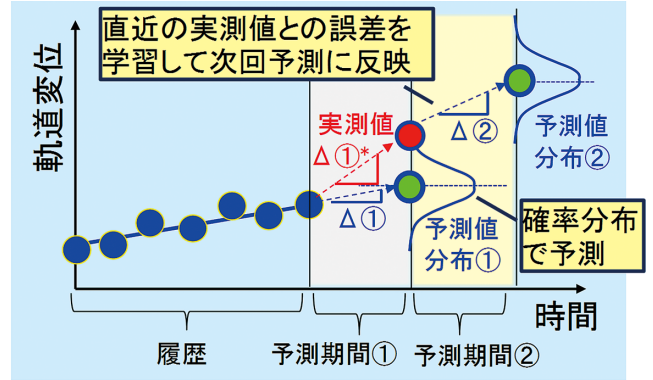 直近の実測値との誤差を
学習して次回予測に反映
軌道変位
実測値
Δ①*
Δ①
Δ②
予測値
分布①
予測値
分布②
確率分布
で予測
時間
履歴
予測期間①
予測期間②